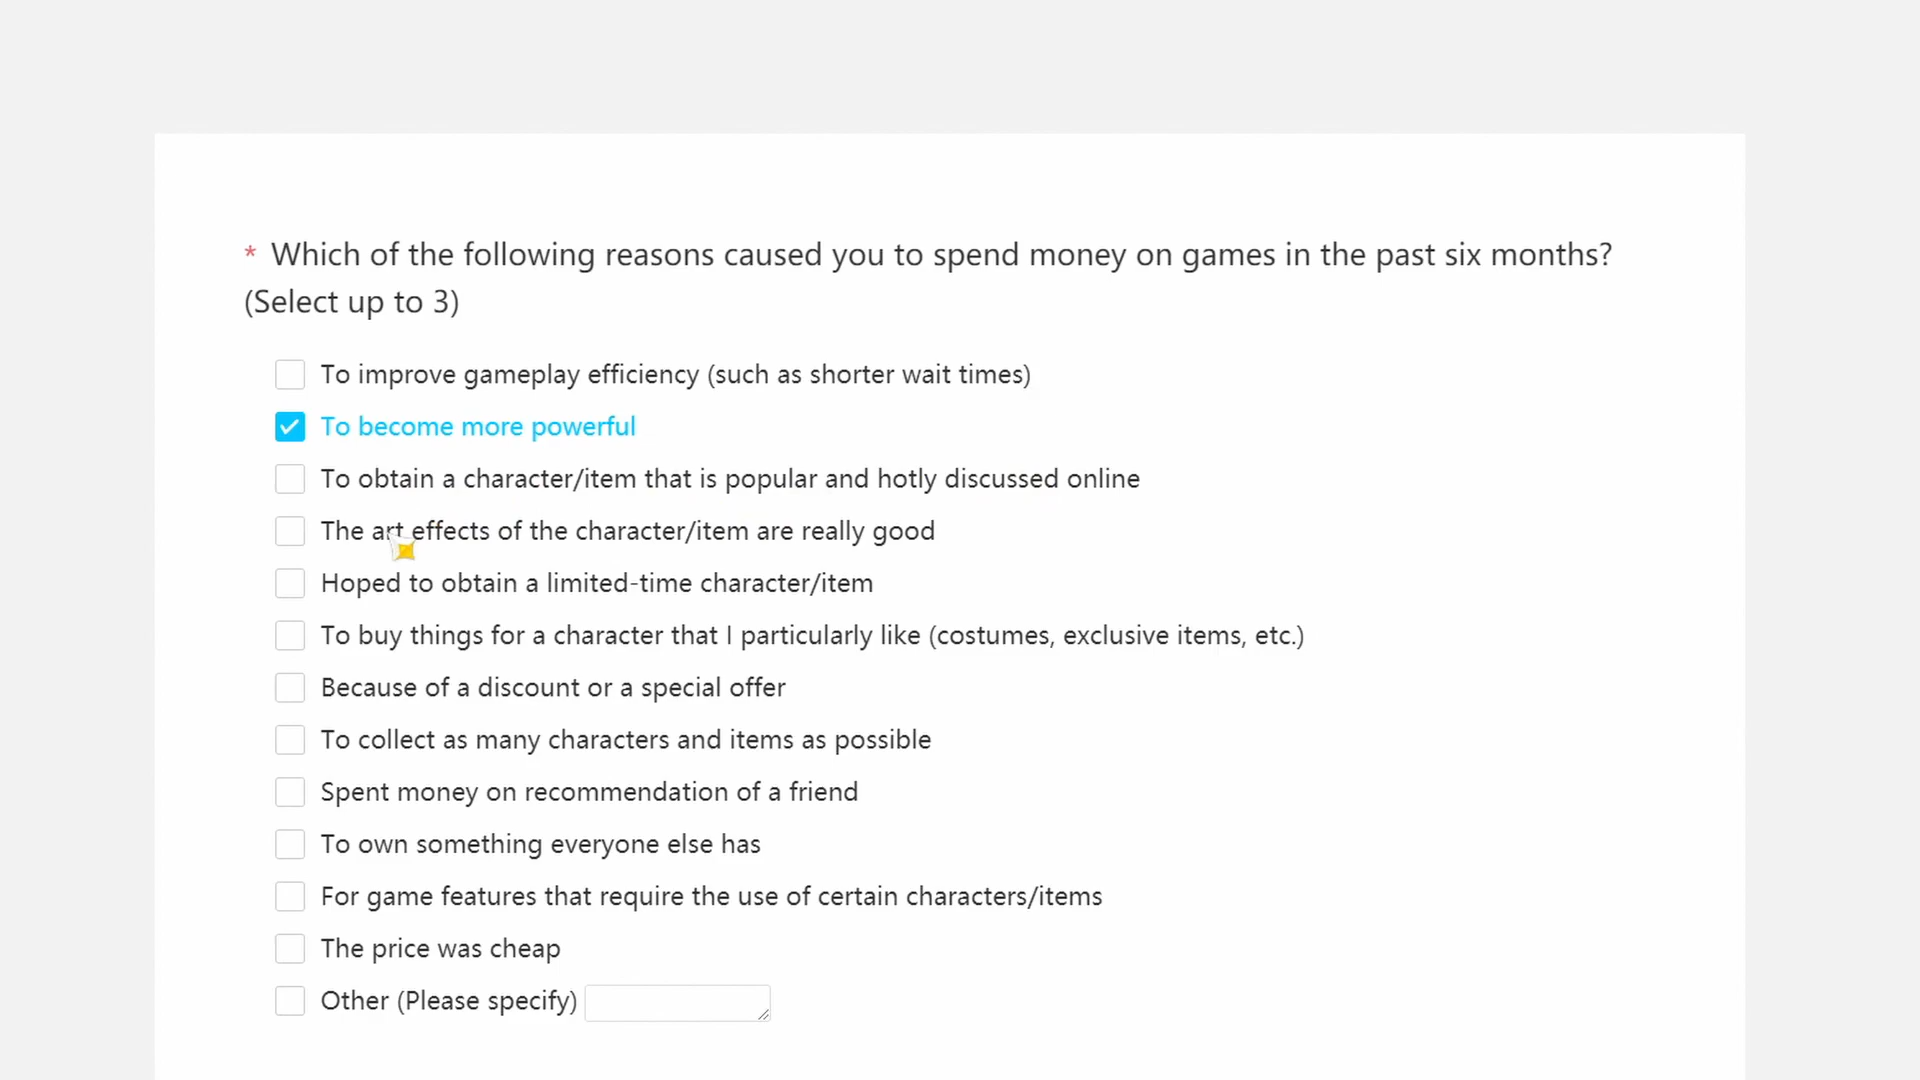 * Which of the following reasons caused you to spend money on games in the past six months?
(Select up to 3)
To improve gameplay efficiency (such as shorter wait times)
To become more powerful
To obtain a character/item that is popular and hotly discussed online
The art effects of the character/item are really good
Hoped to obtain a limited-time character/item
To buy things for a character that I particularly like (costumes, exclusive items, etc.)
Because of a discount or a special offer
To collect as many characters and items as possible
Spent money on recommendation of a friend
To own something everyone else has
For game features that require the use of certain characters/items
The price was cheap
Other (Please specify)